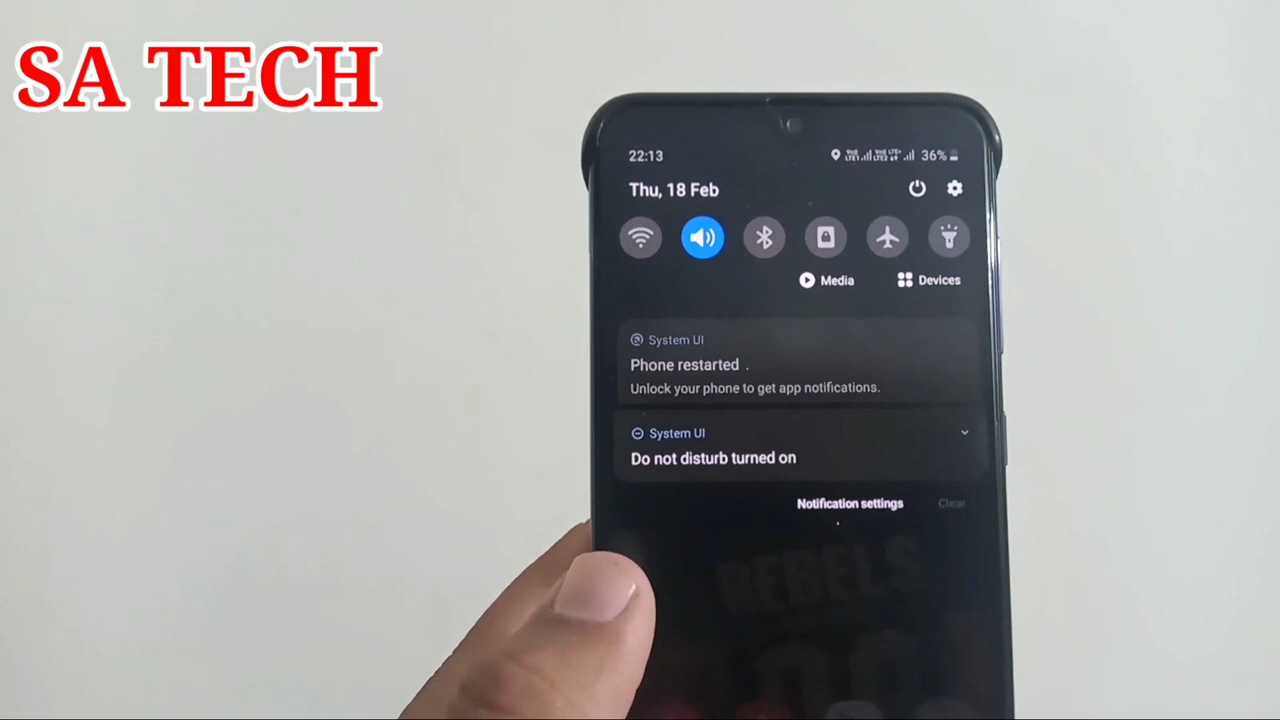 SA TECH
22:13 36%
Thu, 18 Feb
Media Devices
System UI
Phone restarted
Unlock your phone to get app notifications.
System UI
Do not disturb turned on
Notification settings Clear
REBELS